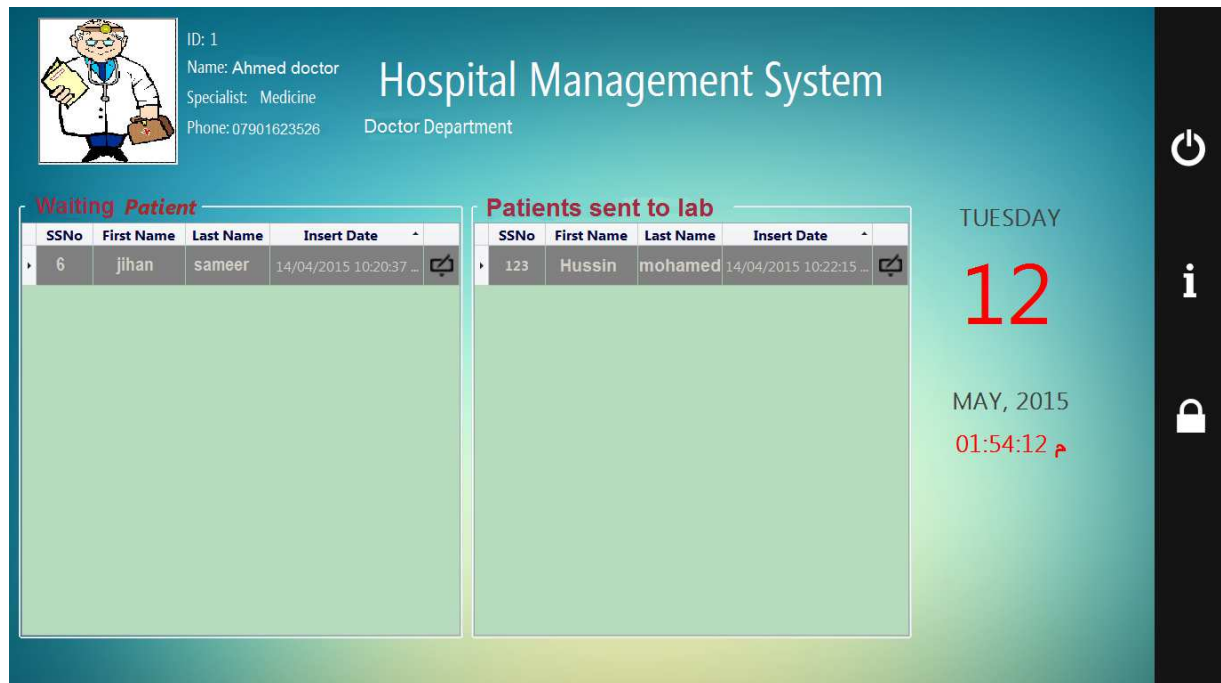 ID: 1
Name: Ahmed doctor
Specialist: Medicine
Phone: 07901623526
Hospital Management System
Doctor Department
Waiting Patient
SSNo First Name Last Name Insert Date
6 jihan sameer 14/04/2015 10:20:37 ...
Patients sent to lab
SSNo First Name Last Name Insert Date
123 Hussin mohamed 14/04/2015 10:22:15 ...
TUESDAY
12
MAY, 2015
01:54:12 م